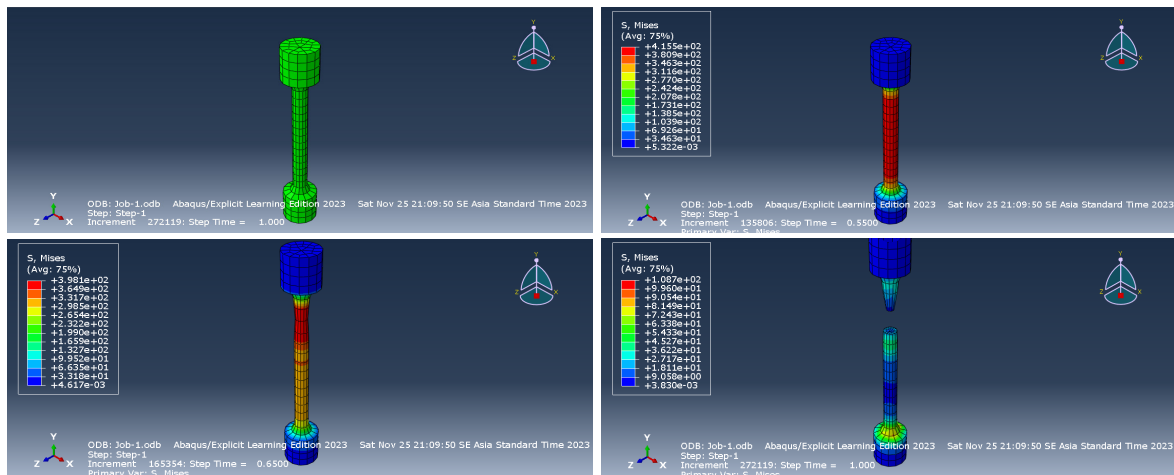 Y
Z
X
Y
Z
X
ODB: Job-1.odb    Abaqus/Explicit Learning Edition 2023    Sat Nov 25 21:09:50 SE Asia Standard Time 2023
Step: Step-1
Increment    272119: Step Time =    1.000
S, Mises
(Avg: 75%)
+4.155e+02
+3.809e+02
+3.463e+02
+3.116e+02
+2.770e+02
+2.424e+02
+2.078e+02
+1.731e+02
+1.385e+02
+1.039e+02
+6.926e+01
+3.463e+01
+5.322e-03
Y
Z
X
Y
Z
X
ODB: Job-1.odb    Abaqus/Explicit Learning Edition 2023    Sat Nov 25 21:09:50 SE Asia Standard Time 2023
Step: Step-1
Increment    135806: Step Time =    0.5500
Primary Var: S, Mises
S, Mises
(Avg: 75%)
+3.981e+02
+3.649e+02
+3.317e+02
+2.985e+02
+2.654e+02
+2.322e+02
+1.990e+02
+1.659e+02
+1.327e+02
+9.952e+01
+6.635e+01
+3.318e+01
+4.617e-03
Y
Z
X
Y
Z
X
ODB: Job-1.odb    Abaqus/Explicit Learning Edition 2023    Sat Nov 25 21:09:50 SE Asia Standard Time 2023
Step: Step-1
Increment    165354: Step Time =    0.6500
Primary Var: S, Mises
S, Mises
(Avg: 75%)
+1.087e+02
+9.960e+01
+9.054e+01
+8.149e+01
+7.243e+01
+6.338e+01
+5.433e+01
+4.527e+01
+3.622e+01
+2.717e+01
+1.811e+01
+9.058e+00
+3.830e-03
Y
Z
X
Y
Z
X
ODB: Job-1.odb    Abaqus/Explicit Learning Edition 2023    Sat Nov 25 21:09:50 SE Asia Standard Time 2023
Step: Step-1
Increment    272119: Step Time =    1.000
Primary Var: S, Mises